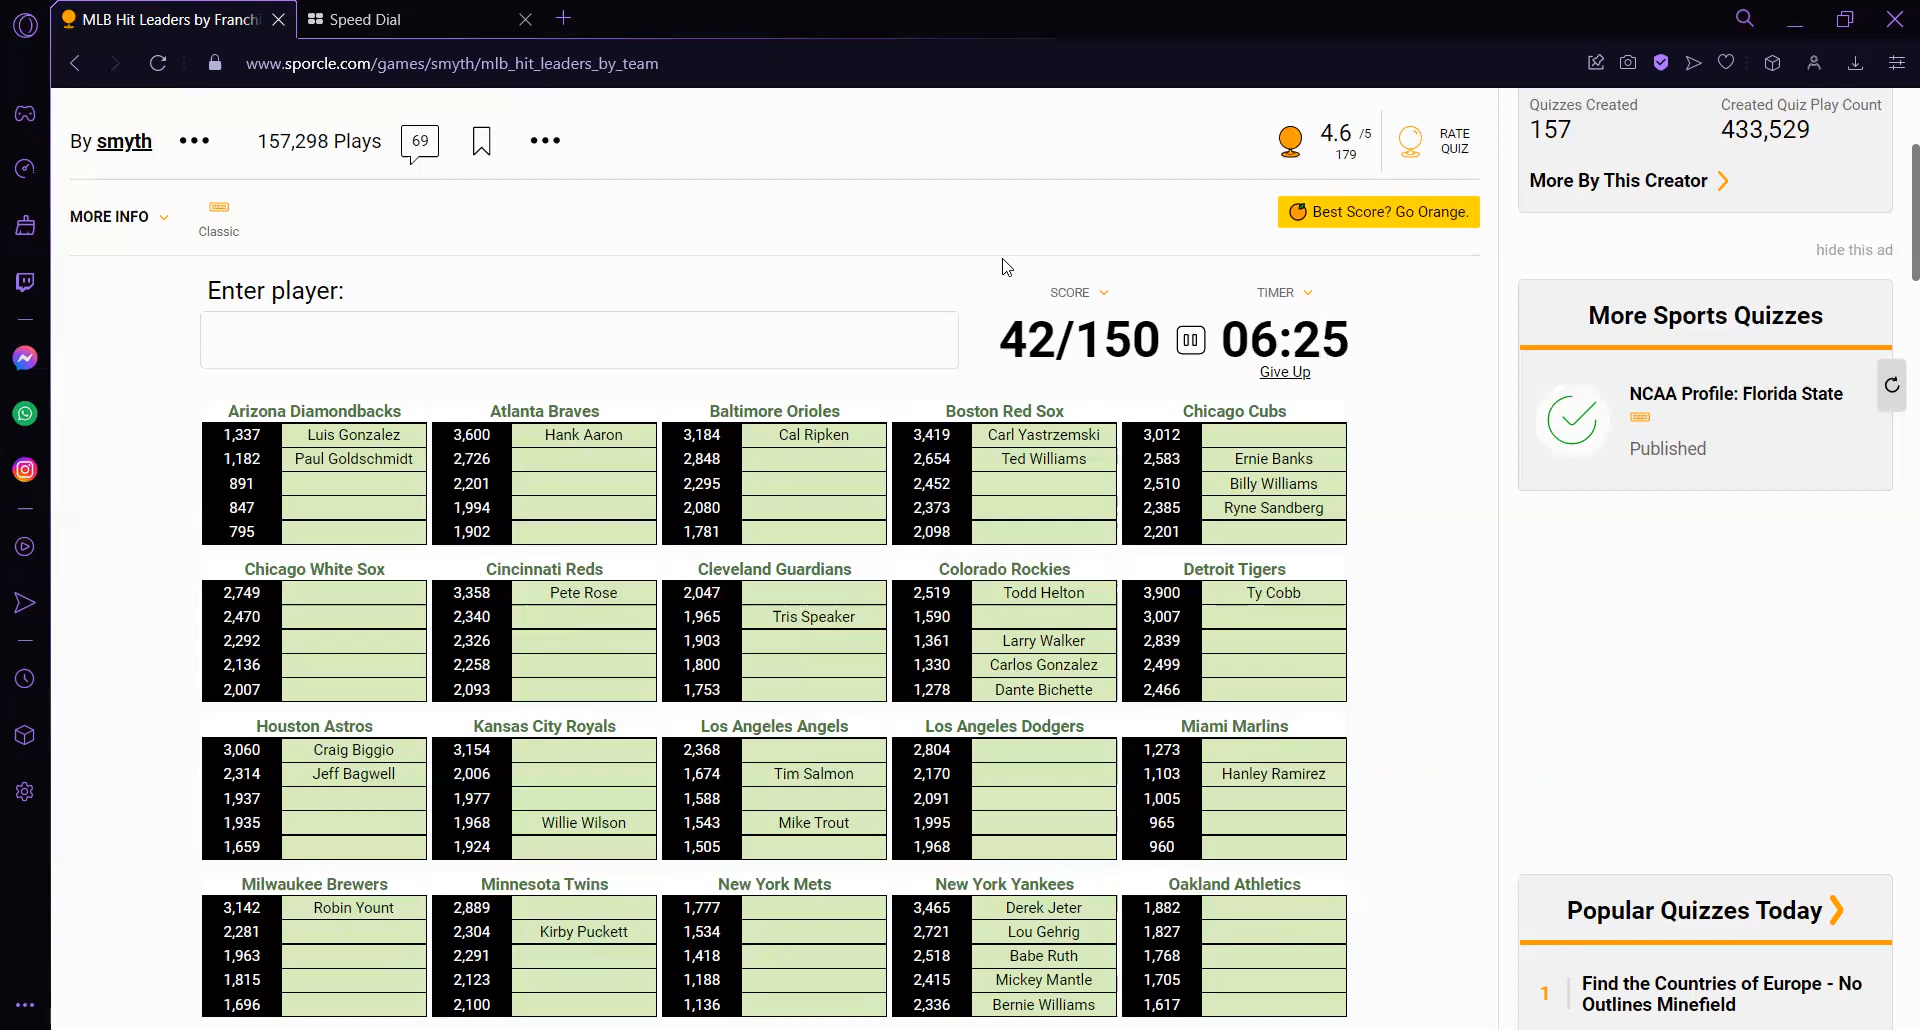 MLB Hit Leaders by Franchi
Speed Dial
www.sporcle.com/games/smyth/mlb_hit_leaders_by_team
By smyth
157,298 Plays
69
4.6 /5
179
RATE QUIZ
MORE INFO
Classic
Best Score? Go Orange.
Enter player:
SCORE
TIMER
42/150
06:25
Give Up
Arizona Diamondbacks
1,337 Luis Gonzalez
1,182 Paul Goldschmidt
891
847
795
Atlanta Braves
3,600 Hank Aaron
2,726
2,201
1,994
1,902
Baltimore Orioles
3,184 Cal Ripken
2,848
2,295
2,080
1,781
Boston Red Sox
3,419 Carl Yastrzemski
2,654 Ted Williams
2,452
2,373
2,098
Chicago Cubs
3,012
2,583 Ernie Banks
2,510 Billy Williams
2,385 Ryne Sandberg
2,201
Chicago White Sox
2,749
2,470
2,292
2,136
2,007
Cincinnati Reds
3,358 Pete Rose
2,340
2,326
2,258
2,093
Cleveland Guardians
2,047
1,965 Tris Speaker
1,903
1,800
1,753
Colorado Rockies
2,519 Todd Helton
1,590
1,361 Larry Walker
1,330 Carlos Gonzalez
1,278 Dante Bichette
Detroit Tigers
3,900 Ty Cobb
3,007
2,839
2,499
2,466
Houston Astros
3,060 Craig Biggio
2,314 Jeff Bagwell
1,937
1,935
1,659
Kansas City Royals
3,154
2,006
1,977
1,968 Willie Wilson
1,924
Los Angeles Angels
2,368
1,674 Tim Salmon
1,588
1,543 Mike Trout
1,505
Los Angeles Dodgers
2,804
2,170
2,091
1,995
1,968
Miami Marlins
1,273
1,103 Hanley Ramirez
1,005
965
960
Milwaukee Brewers
3,142 Robin Yount
2,281
1,963
1,815
1,696
Minnesota Twins
2,889
2,304 Kirby Puckett
2,291
2,123
2,100
New York Mets
1,777
1,534
1,418
1,188
1,136
New York Yankees
3,465 Derek Jeter
2,721 Lou Gehrig
2,518 Babe Ruth
2,415 Mickey Mantle
2,336 Bernie Williams
Oakland Athletics
1,882
1,827
1,768
1,705
1,617
Quizzes Created
157
Created Quiz Play Count
433,529
More By This Creator
hide this ad
More Sports Quizzes
NCAA Profile: Florida State
Published
Popular Quizzes Today
1
Find the Countries of Europe - No
Outlines Minefield